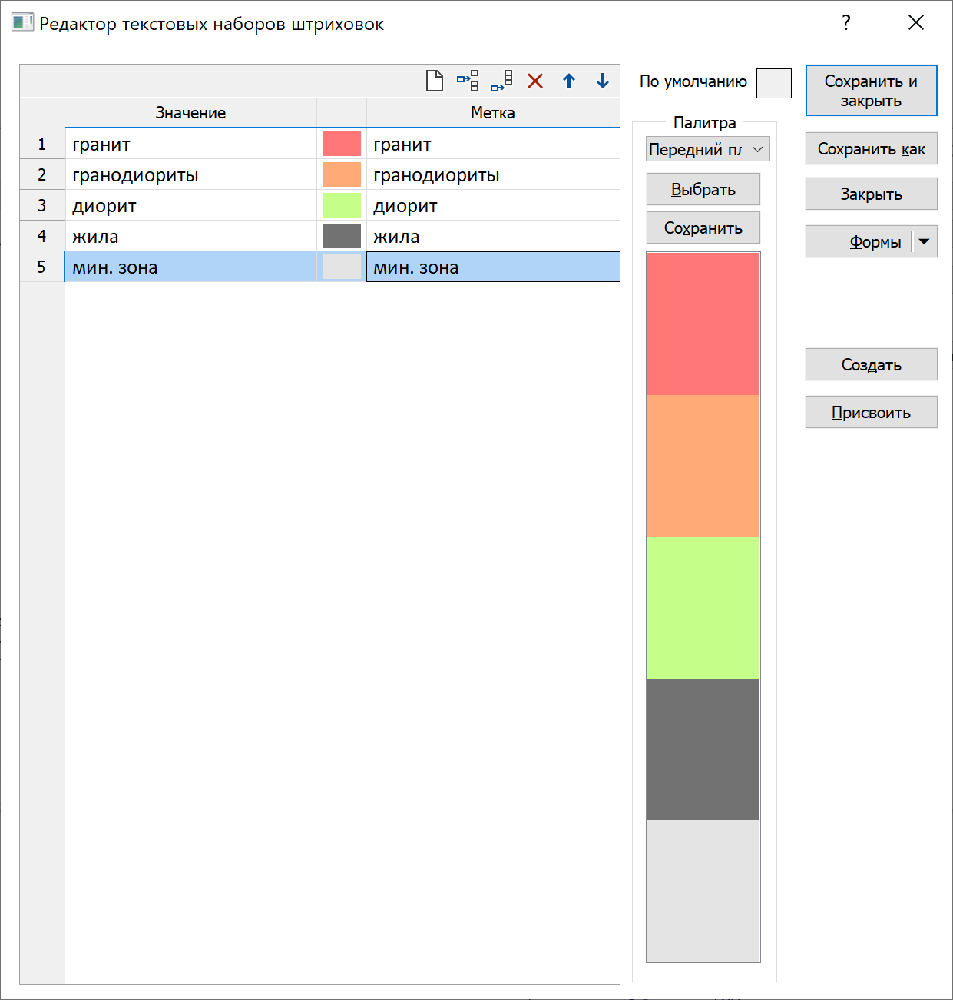 Редактор текстовых наборов штриховок
?
По умолчанию
Сохранить и
закрыть
Значение
Метка
Палитра
1 гранит гранит
Передний пл
Сохранить как
2 гранодиориты гранодиориты
Выбрать
Закрыть
3 диорит диорит
Сохранить
4 жила жила
Формы
5 мин. зона мин. зона
Создать
Присвоить